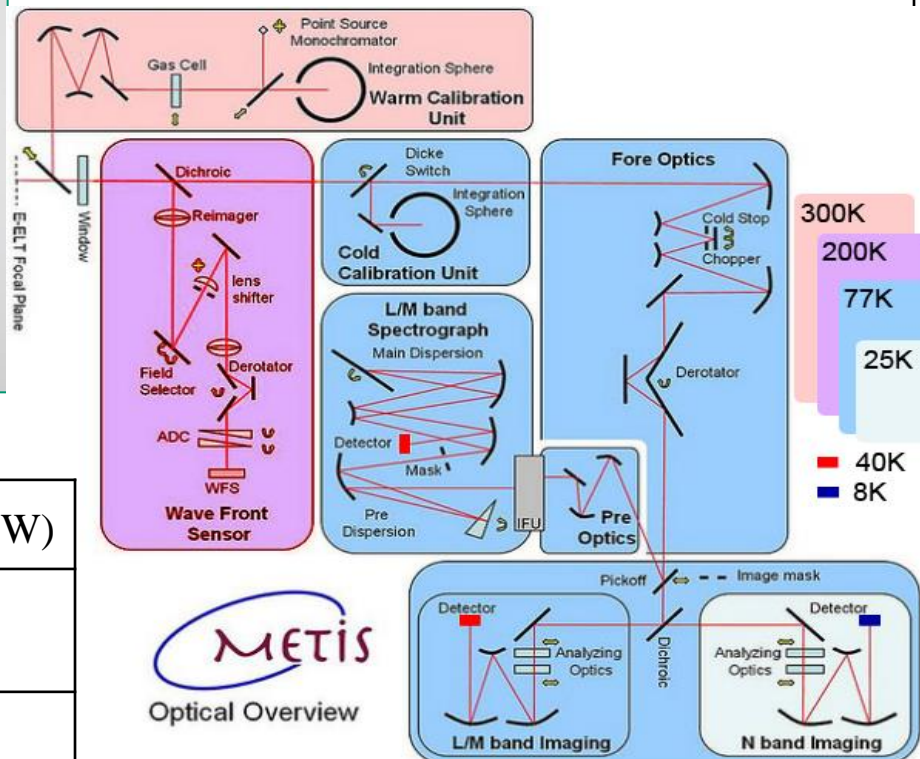 Point Source
Monochromator
Gas Cell
Integration Sphere
Warm Calibration
Unit
E-ELT Focal Plane
Window
Dichroic
Reimager
lens
shifter
Field
Selector
Derotator
ADC
WFS
Wave Front
Sensor
Dicke
Switch
Integration
Sphere
Cold
Calibration Unit
Fore Optics
Cold Stop
Chopper
Derotator
L/M band
Spectrograph
Main Dispersion
Detector
Mask
Pre
Dispersion
IFU
Pre
Optics
300K
200K
77K
25K
40K
8K
W)
Pickoff
Image mask
Detector
Analyzing
Optics
L/M band Imaging
Dichroic
Detector
Analyzing
Optics
N band Imaging
METIS
Optical Overview